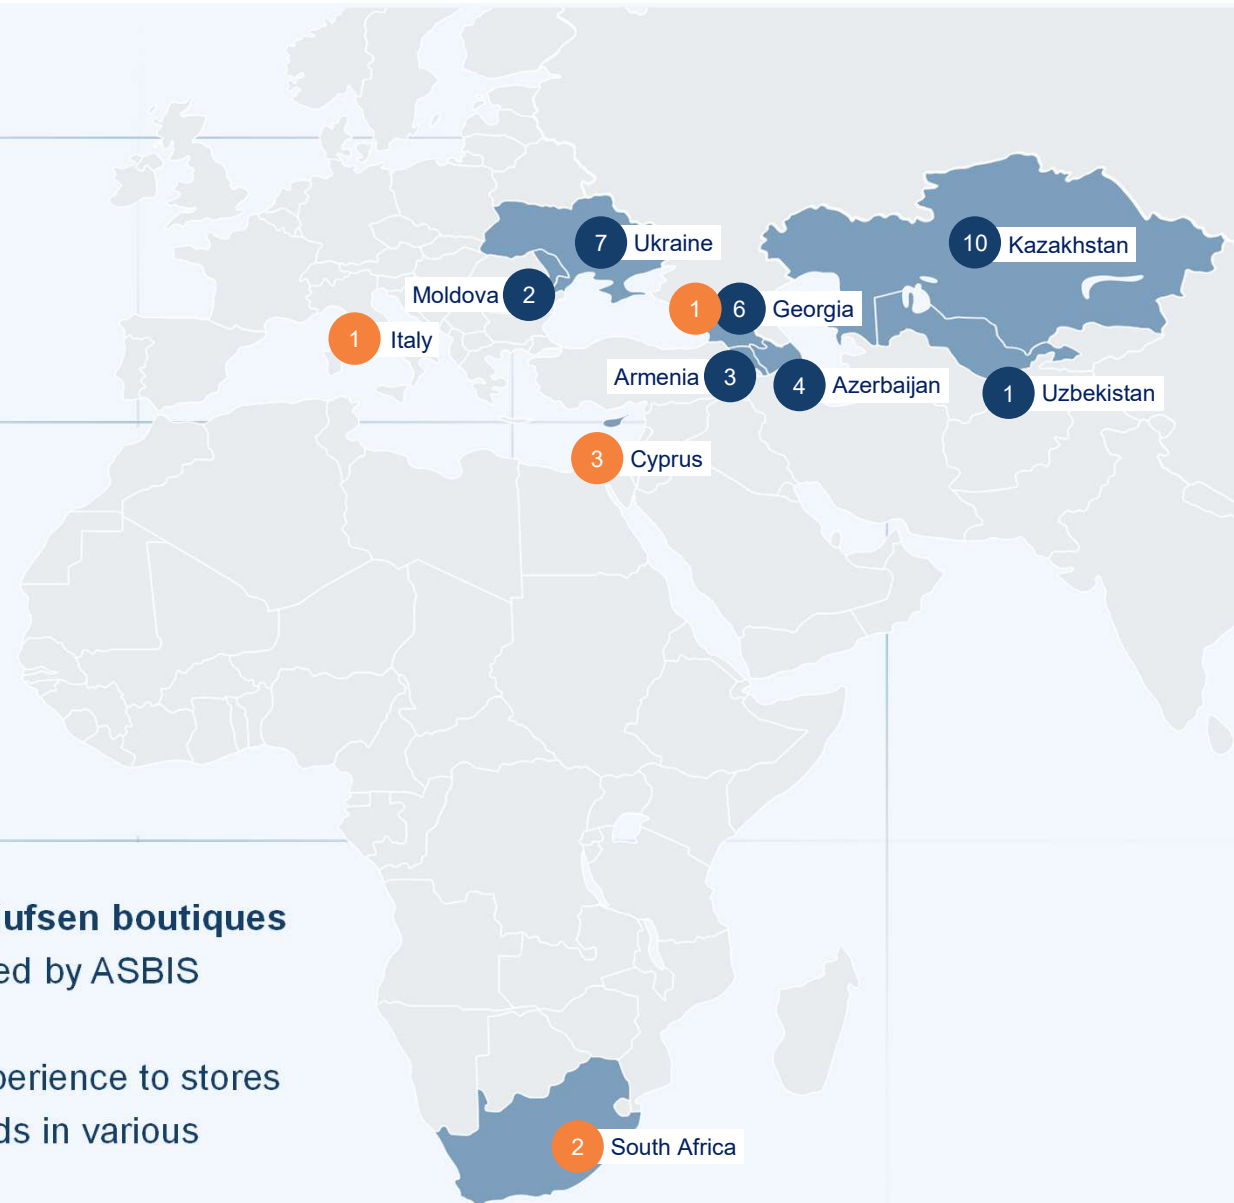 7 Ukraine
10 Kazakhstan
Moldova 2
1 6 Georgia
1 Italy
Armenia 3
4 Azerbaijan
1 Uzbekistan
3 Cyprus
ufsen boutiques
ed by ASBIS
perience to stores
ds in various
2 South Africa